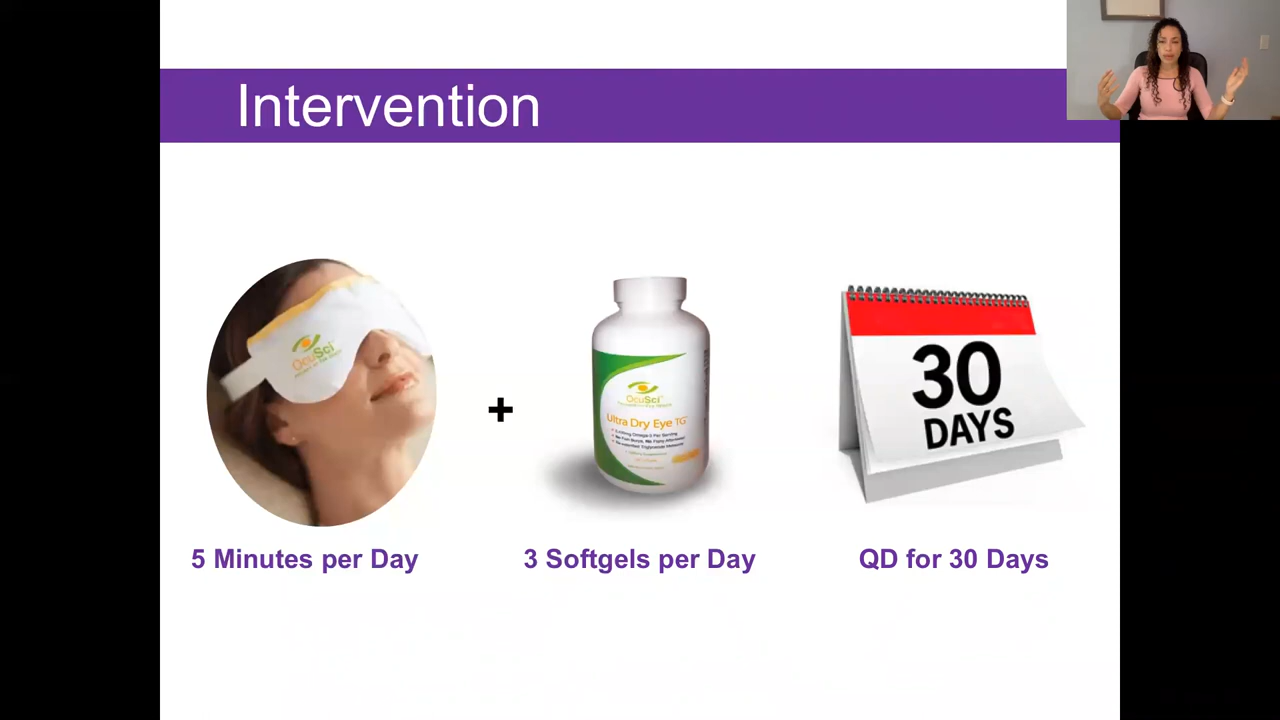 Intervention
OcuSci
+
OcuSci
Ultra Dry Eye TG
30
DAYS
5 Minutes per Day
3 Softgels per Day
QD for 30 Days